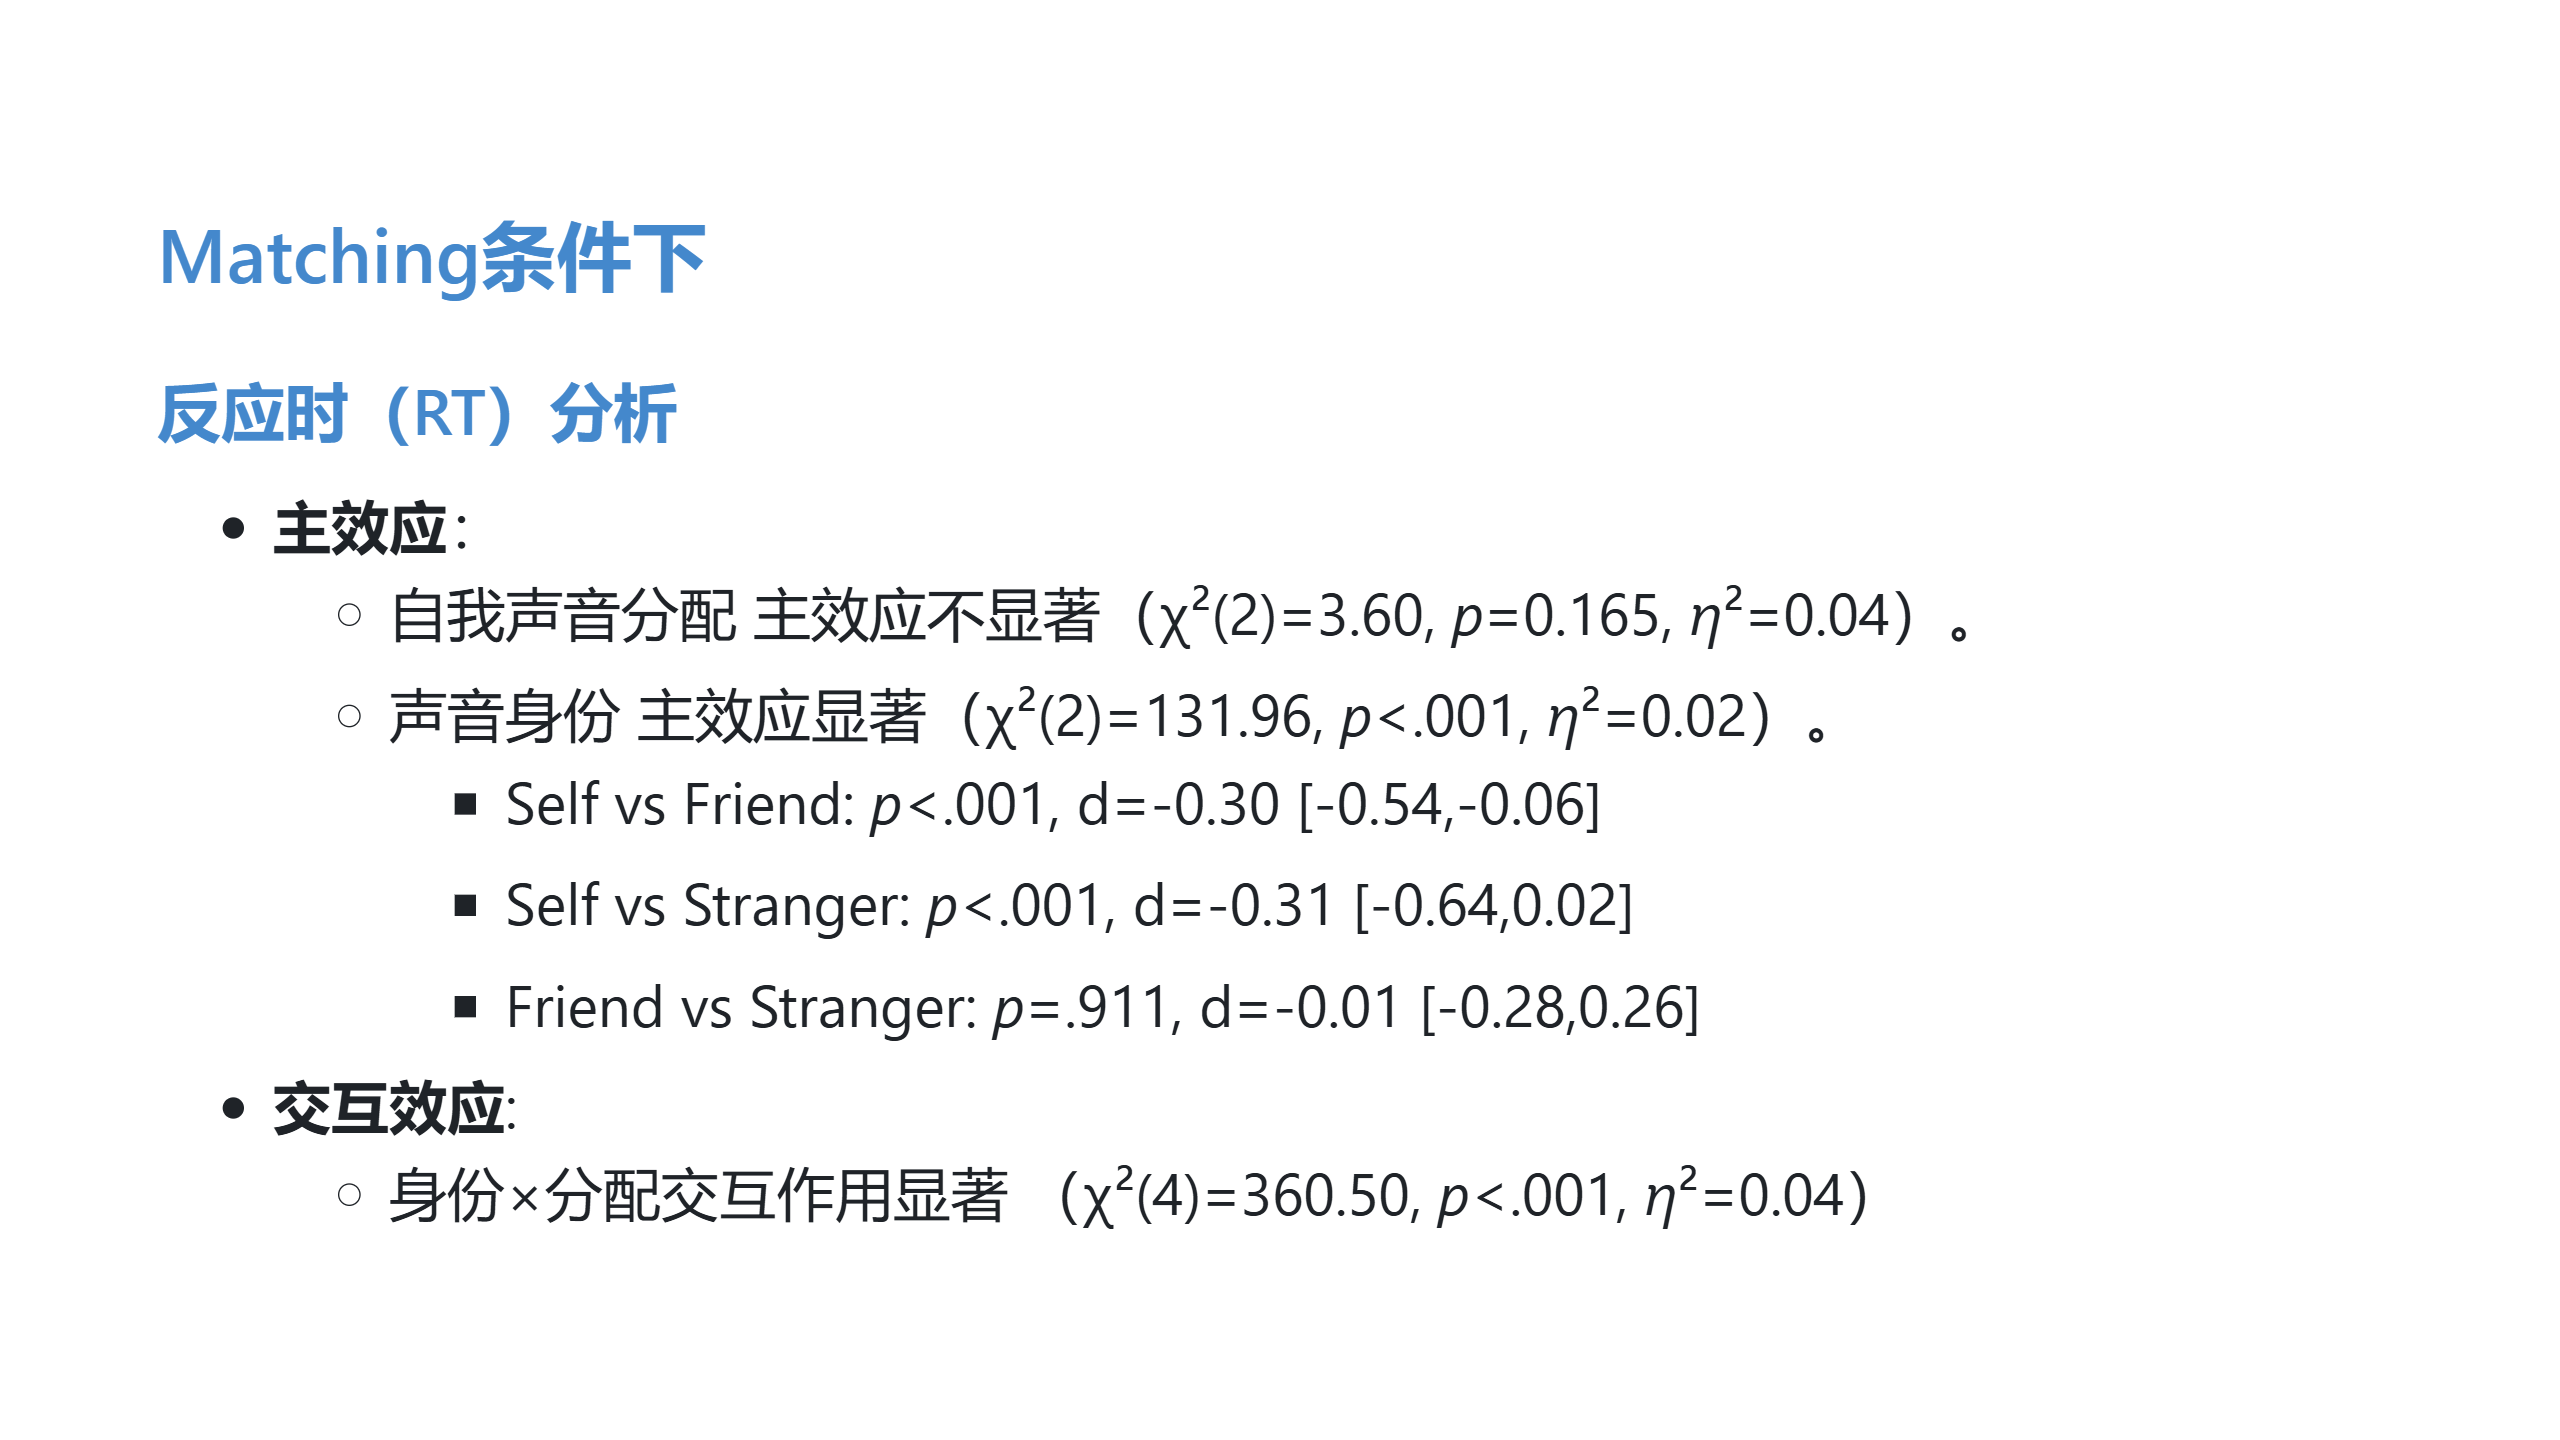 Matching条件下
反应时（RT）分析
主效应：
自我声音分配 主效应不显著（χ²(2)=3.60, p=0.165, η²=0.04）。
声音身份 主效应显著（χ²(2)=131.96, p<.001, η²=0.02）。
Self vs Friend: p<.001, d=-0.30 [-0.54,-0.06]
Self vs Stranger: p<.001, d=-0.31 [-0.64,0.02]
Friend vs Stranger: p=.911, d=-0.01 [-0.28,0.26]
交互效应:
身份×分配交互作用显著 （χ²(4)=360.50, p<.001, η²=0.04）